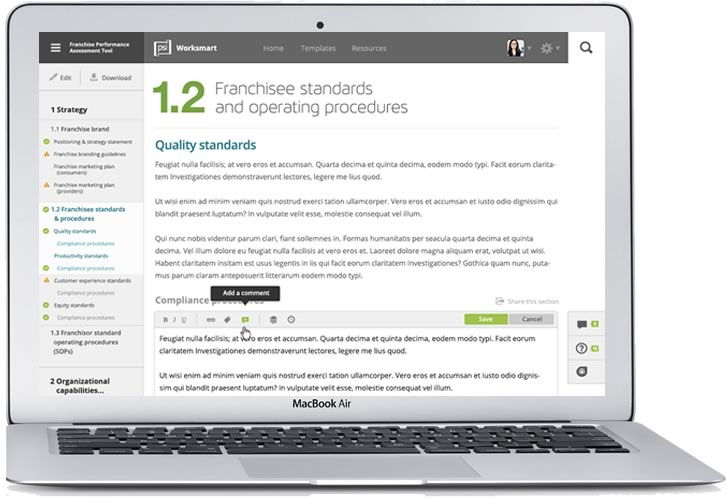 Franchise Performance
Assessment Tool
psi
Worksmart
Home
Templates
Resources
Edit
Download
1 Strategy
1.1 Franchise brand
Positioning & strategy statement
Franchise branding guidelines
Franchise marketing plan
(consumers)
Franchise marketing plan
(providers)
1.2 Franchisee standards
& procedures
Quality standards
Compliance procedures
Productivity standards
Compliance procedures
Customer experience standards
Compliance procedures
Equity standards
Compliance procedures
1.3 Franchisor standard
operating procedures
(SOPs)
2 Organizational
capabilities...
1.2 Franchisee standards
and operating procedures
Quality standards
Feugiat nulla facilisis; at vero eros et accumsan. Quarta decima et quinta decima, eodem modo typi. Facit eorum clarita-
tem Investigationes demonstraverunt lectores, legere me lius quod.
Ut wisi enim ad minim veniam quis nostrud exerci tation ullamcorper. Vero eros et accumsan et iusto odio dignissim qui
blandit praesent luptatum? In vulputate velit esse, molestie consequat vel illum.
Qui nunc nobis videntur parum clari, fiant sollemnes in. Formas humanitatis per seacula quarta decima et quinta
decima. Vel illum dolore eu feugiat nulla facilisis at vero eros et. Laoreet dolore magna aliquam erat, volutpat ut wisi.
Habent claritatem insitam est usus legentis in iis qui facit eorum claritatem Investigationes? Gothica quam nunc, puta-
mus parum claram anteposuerit litterarum eodem modo typi.
Add a comment
Compliance procedures
Share this section
B I U
Save
Cancel
Feugiat nulla facilisis; at vero eros et accumsan. Quarta decima et quinta decima, eodem modo typi. Facit eorum
claritatem Investigationes demonstraverunt lectores, legere me lius quod.
Ut wisi enim ad minim veniam quis nostrud exerci tation ullamcorper. Vero eros et accumsan et iusto odio dignis-
sim qui blandit praesent luptatum? In vulputate velit esse, molestie consequat vel illum.
MacBook Air